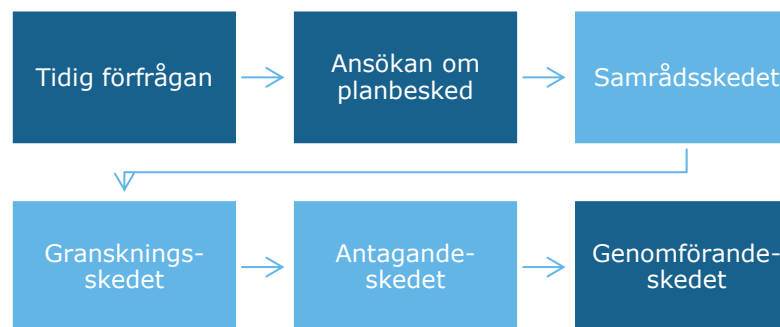 Tidig förfrågan
Ansökan om
planbesked
Samrådsskedet
Gransknings-
skedet
Antagande-
skedet
Genomförande-
skedet